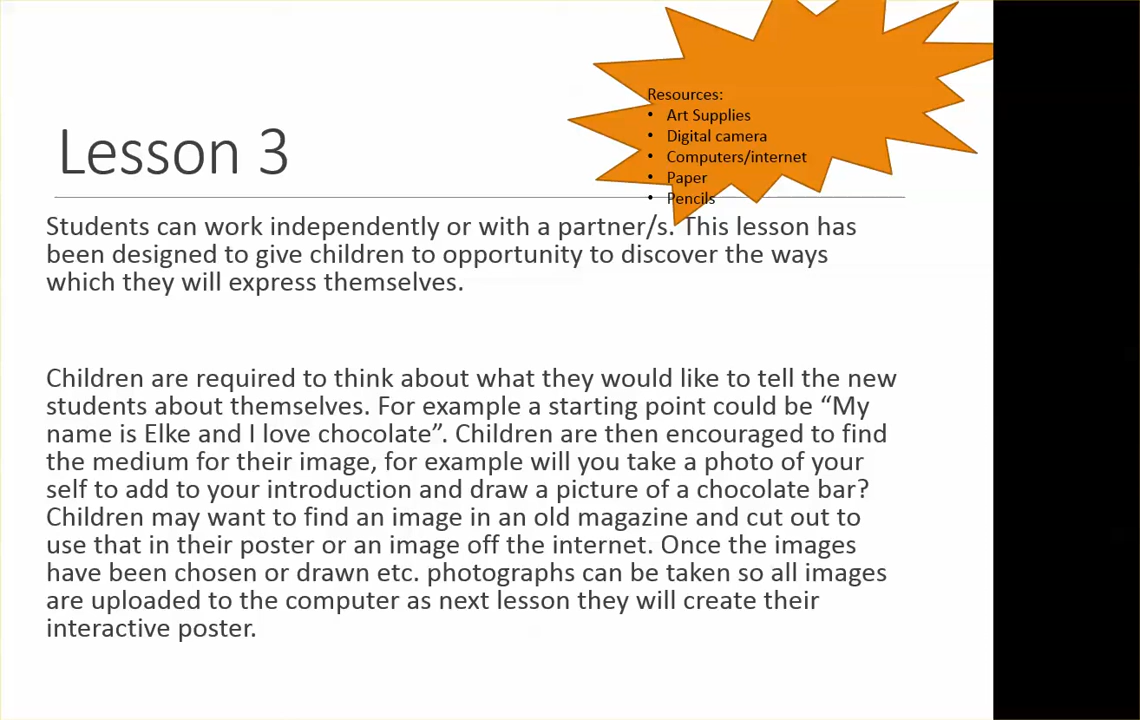 Resources:
• Art Supplies
• Digital camera
• Computers/internet
• Paper
• Pencils
Lesson 3
Students can work independently or with a partner/s. This lesson has
been designed to give children to opportunity to discover the ways
which they will express themselves.
Children are required to think about what they would like to tell the new
students about themselves. For example a starting point could be “My
name is Elke and I love chocolate”. Children are then encouraged to find
the medium for their image, for example will you take a photo of your
self to add to your introduction and draw a picture of a chocolate bar?
Children may want to find an image in an old magazine and cut out to
use that in their poster or an image off the internet. Once the images
have been chosen or drawn etc. photographs can be taken so all images
are uploaded to the computer as next lesson they will create their
interactive poster.